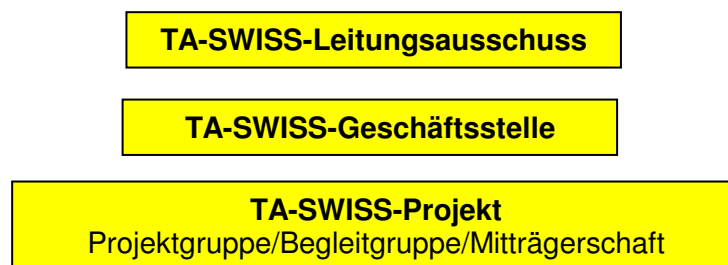 TA-SWISS-Leitungsausschuss
TA-SWISS-Geschäftsstelle
TA-SWISS-Projekt
Projektgruppe/Begleitgruppe/Mitträgerschaft